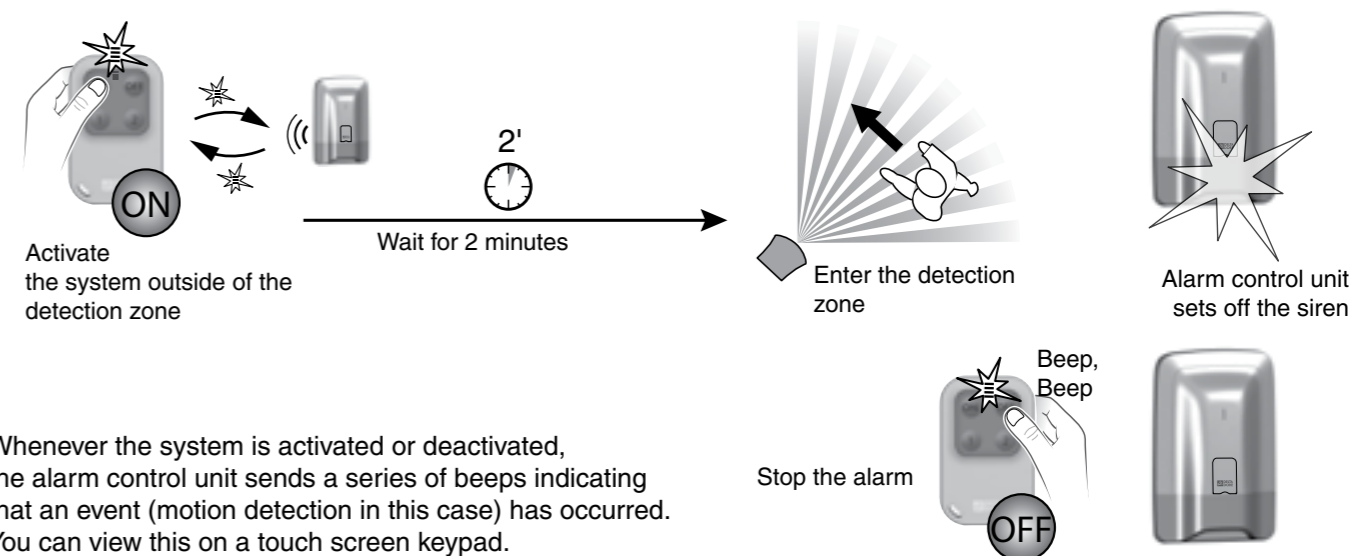 2'
ON
Activate
the system outside of the
detection zone
Wait for 2 minutes
Enter the detection
zone
Alarm control unit
sets off the siren
Beep,
Beep
Stop the alarm
OFF
Whenever the system is activated or deactivated,
he alarm control unit sends a series of beeps indicating
hat an event (motion detection in this case) has occurred.
You can view this on a touch screen keypad.